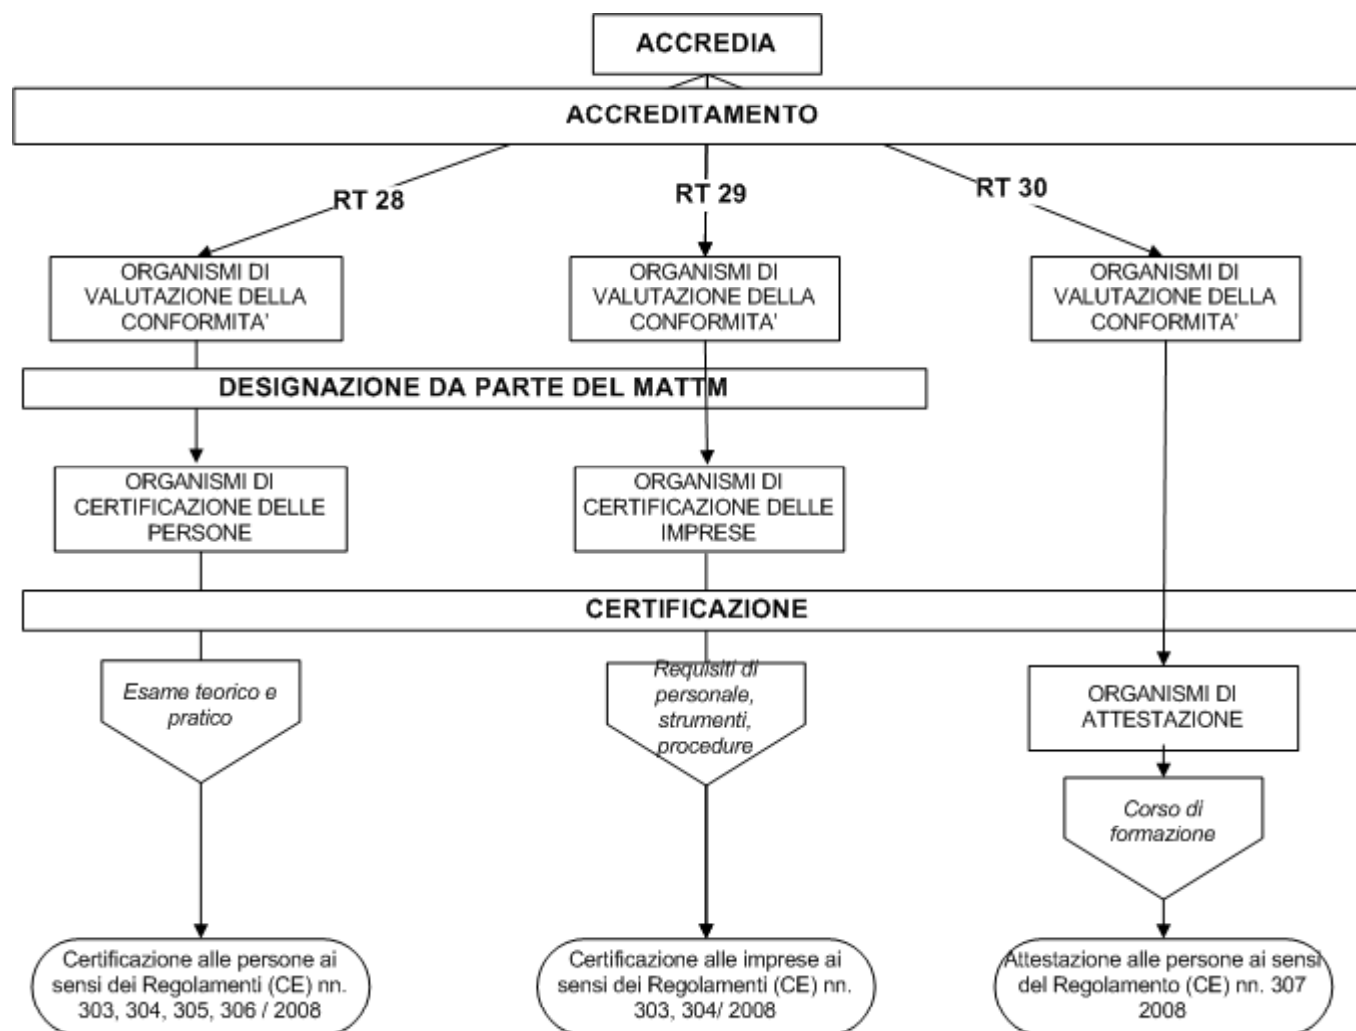 ACCREDIA
ACCREDITAMENTO
RT 28
RT 29
RT 30
ORGANISMI DI
VALUTAZIONE DELLA
CONFORMITA'
ORGANISMI DI
VALUTAZIONE DELLA
CONFORMITA'
ORGANISMI DI
VALUTAZIONE DELLA
CONFORMITA'
DESIGNAZIONE DA PARTE DEL MATTM
ORGANISMI DI
CERTIFICAZIONE DELLE
PERSONE
ORGANISMI DI
CERTIFICAZIONE DELLE
IMPRESE
CERTIFICAZIONE
Esame teorico e
pratico
Requisiti di
personale,
strumenti,
procedure
ORGANISMI DI
ATTESTAZIONE
Corso di
formazione
Certificazione alle persone ai
sensi dei Regolamenti (CE) nn.
303, 304, 305, 306 / 2008
Certificazione alle imprese ai
sensi dei Regolamenti (CE) nn.
303, 304/ 2008
Attestazione alle persone ai sensi
del Regolamento (CE) nn. 307
2008